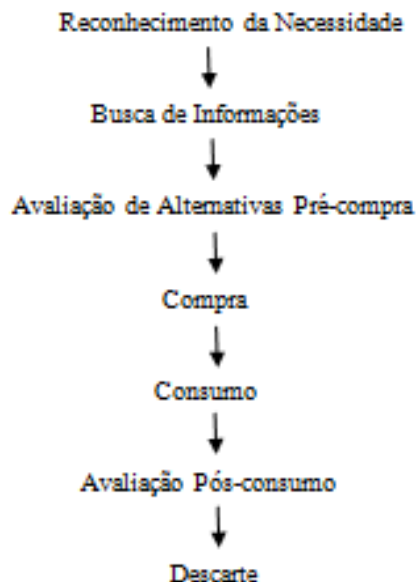 Reconhecimento da Necessidade
Busca de Informações
Avaliação de Alternativas Pré-compra
Compra
Consumo
Avaliação Pós-consumo
Descarte